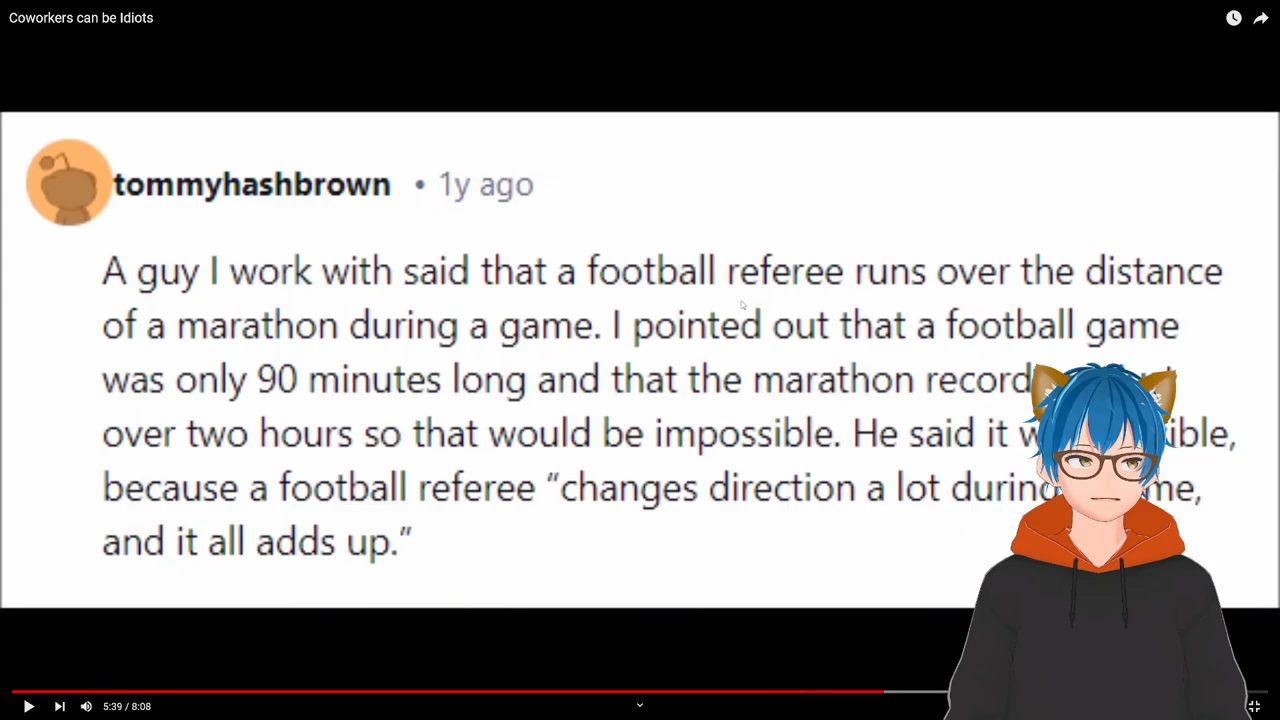 Coworkers can be Idiots
tommyhashbrown • 1y ago
A guy I work with said that a football referee runs over the distance
of a marathon during a game. I pointed out that a football game
was only 90 minutes long and that the marathon record
over two hours so that would be impossible. He said it
because a football referee “changes direction a lot during
and it all adds up.”
5:39 / 8:08